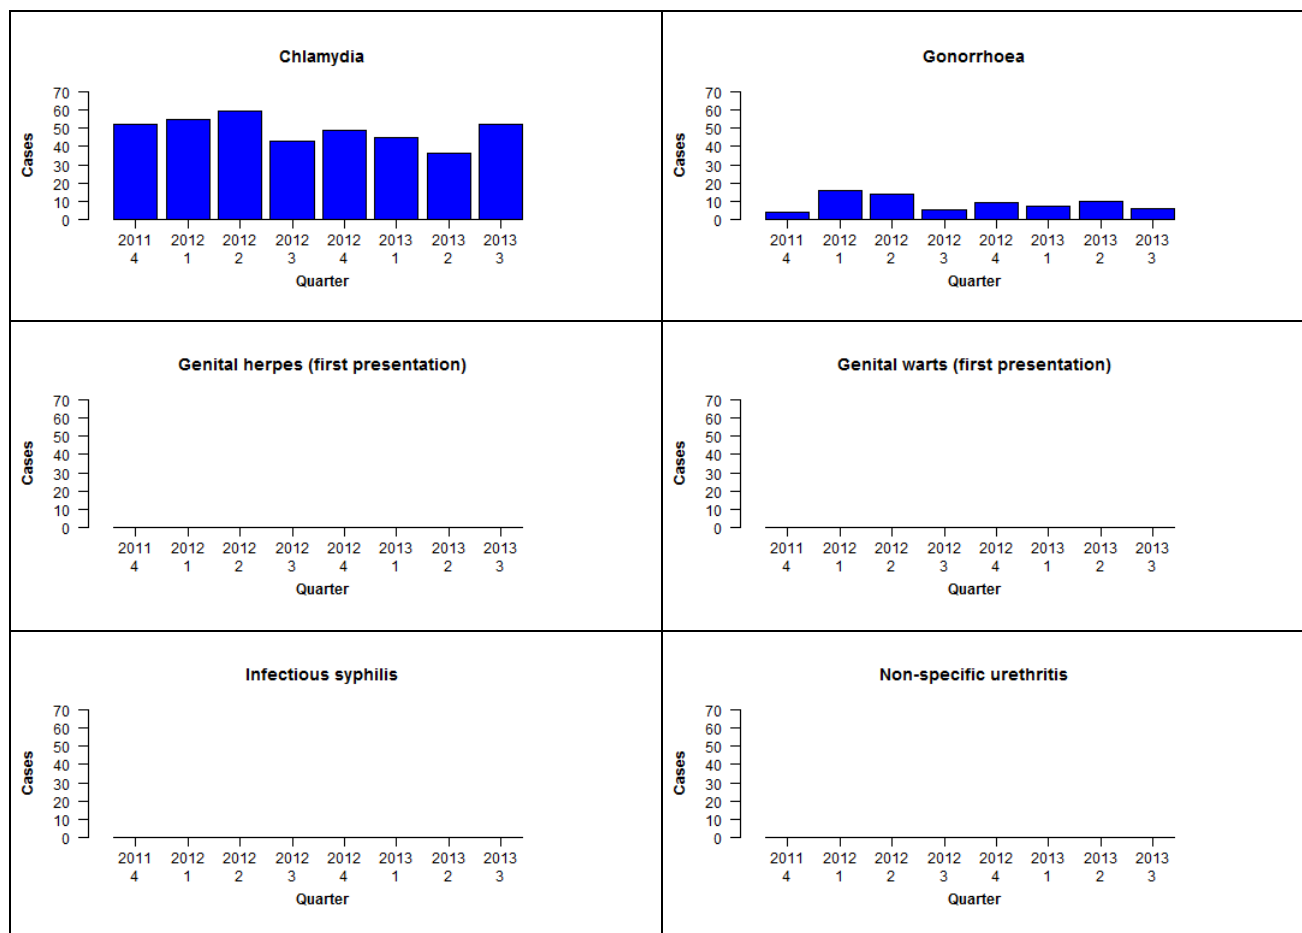 Chlamydia
70
60
50
40
30
20
10
0
Cases
2011 2012 2012 2012 2012 2013 2013 2013
4 1 2 3 4 1 2 3
Quarter
Gonorrhoea
70
60
50
40
30
20
10
0
Cases
2011 2012 2012 2012 2012 2013 2013 2013
4 1 2 3 4 1 2 3
Quarter
Genital herpes (first presentation)
70
60
50
40
30
20
10
0
Cases
2011 2012 2012 2012 2012 2013 2013 2013
4 1 2 3 4 1 2 3
Quarter
Genital warts (first presentation)
70
60
50
40
30
20
10
0
Cases
2011 2012 2012 2012 2012 2013 2013 2013
4 1 2 3 4 1 2 3
Quarter
Infectious syphilis
70
60
50
40
30
20
10
0
Cases
2011 2012 2012 2012 2012 2013 2013 2013
4 1 2 3 4 1 2 3
Quarter
Non-specific urethritis
70
60
50
40
30
20
10
0
Cases
2011 2012 2012 2012 2012 2013 2013 2013
4 1 2 3 4 1 2 3
Quarter